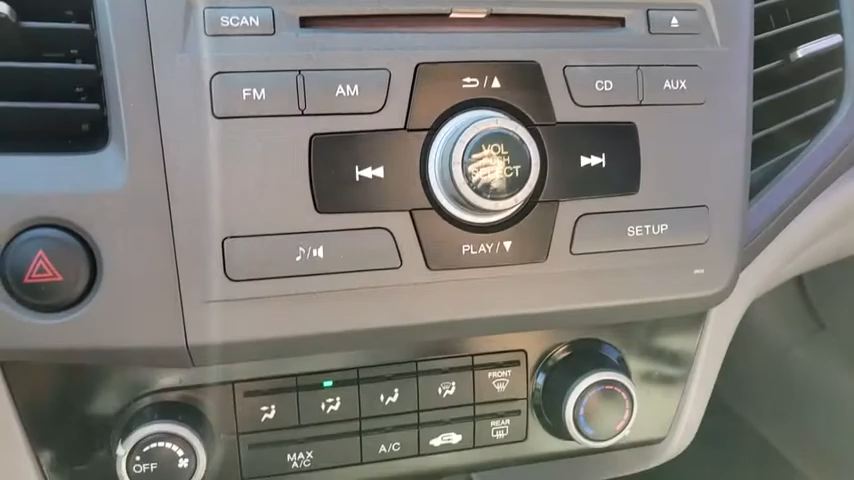 SCAN
FM
AM
CD
AUX
VOL
PUSH
SELECT
♪/
PLAY/▼
SETUP
FRONT
MAX
A/C
A/C
REAR
OFF